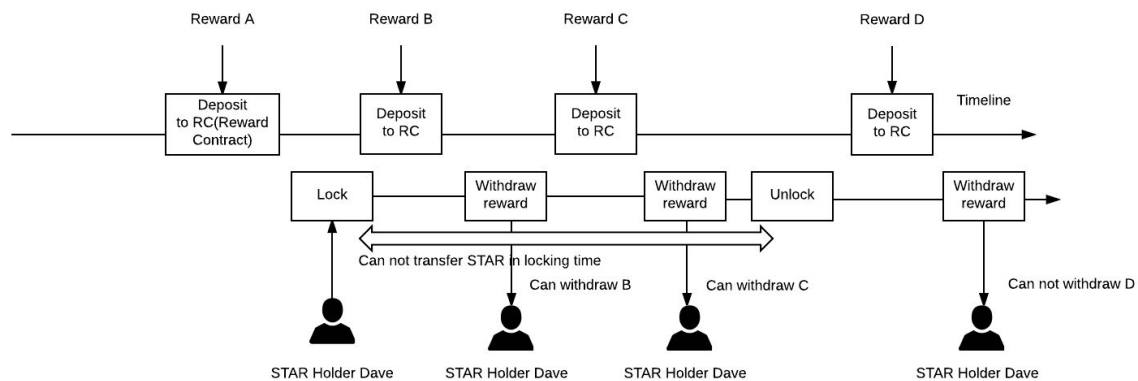 Reward A
Reward B
Reward C
Reward D
Deposit
to RC(Reward
Contract)
Deposit
to RC
Deposit
to RC
Deposit
to RC
Timeline
Lock
Withdraw
reward
Withdraw
reward
Unlock
Withdraw
reward
Can not transfer STAR in locking time
Can withdraw B
Can withdraw C
Can not withdraw D
STAR Holder Dave
STAR Holder Dave
STAR Holder Dave
STAR Holder Dave